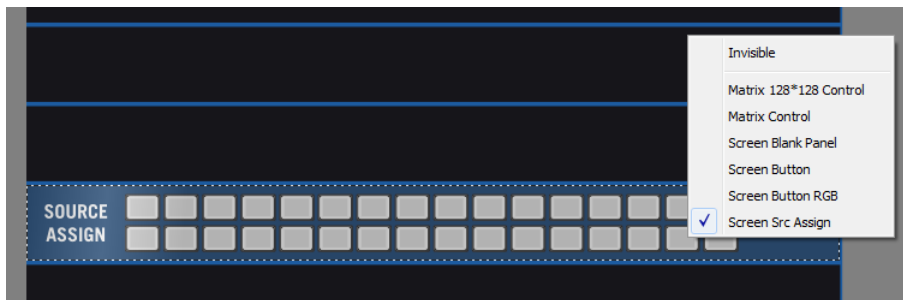 SOURCE
ASSIGN
Invisible
Matrix 128*128 Control
Matrix Control
Screen Blank Panel
Screen Button
Screen Button RGB
Screen Src Assign